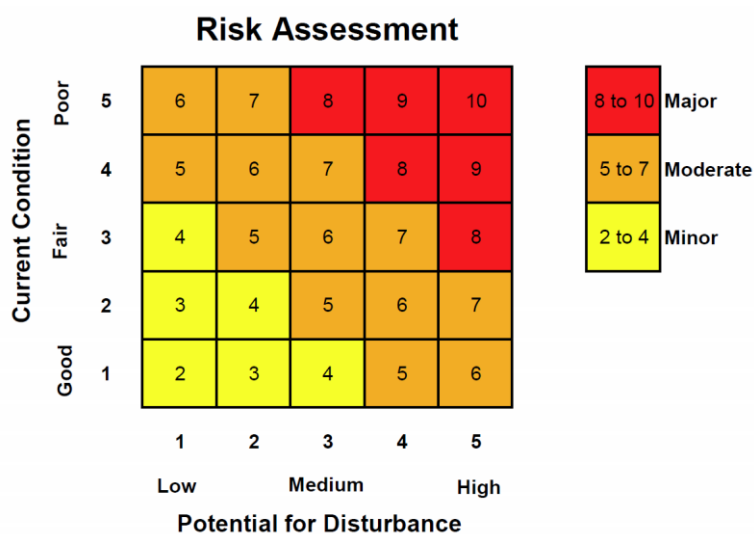 Risk Assessment
Current Condition
Poor
Fair
Good
5 6 7 8 9 10
4 5 6 7 8 9
3 4 5 6 7 8
2 3 4 5 6 7
1 2 3 4 5 6
1 2 3 4 5
Low Medium High
Potential for Disturbance
8 to 10 Major
5 to 7 Moderate
2 to 4 Minor